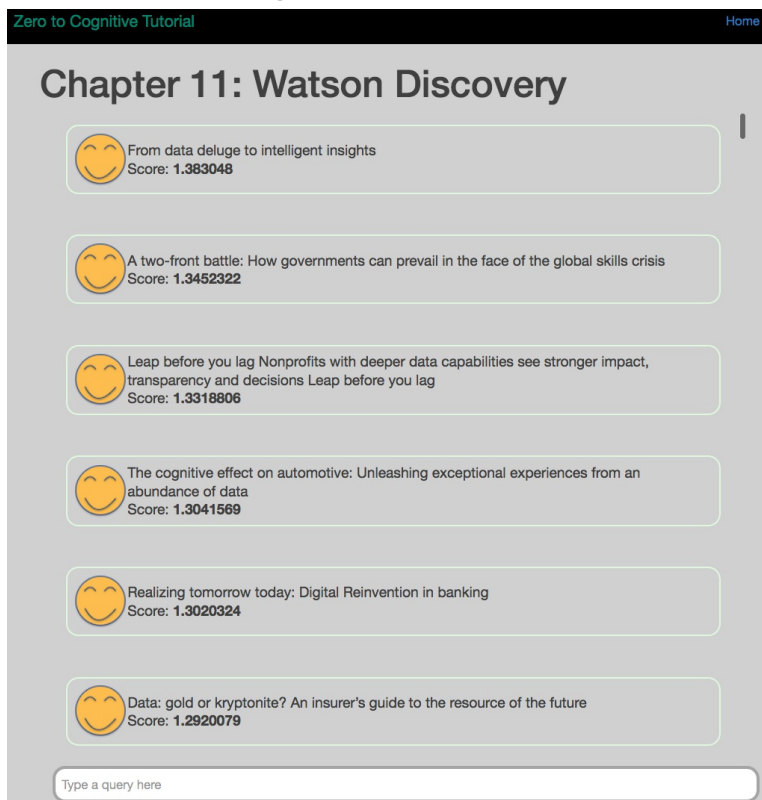 Zero to Cognitive Tutorial
Home
Chapter 11: Watson Discovery
From data deluge to intelligent insights
Score: 1.383048
A two-front battle: How governments can prevail in the face of the global skills crisis
Score: 1.3452322
Leap before you lag Nonprofits with deeper data capabilities see stronger impact,
transparency and decisions Leap before you lag
Score: 1.3318806
The cognitive effect on automotive: Unleashing exceptional experiences from an
abundance of data
Score: 1.3041569
Realizing tomorrow today: Digital Reinvention in banking
Score: 1.3020324
Data: gold or kryptonite? An insurer's guide to the resource of the future
Score: 1.2920079
Type a query here